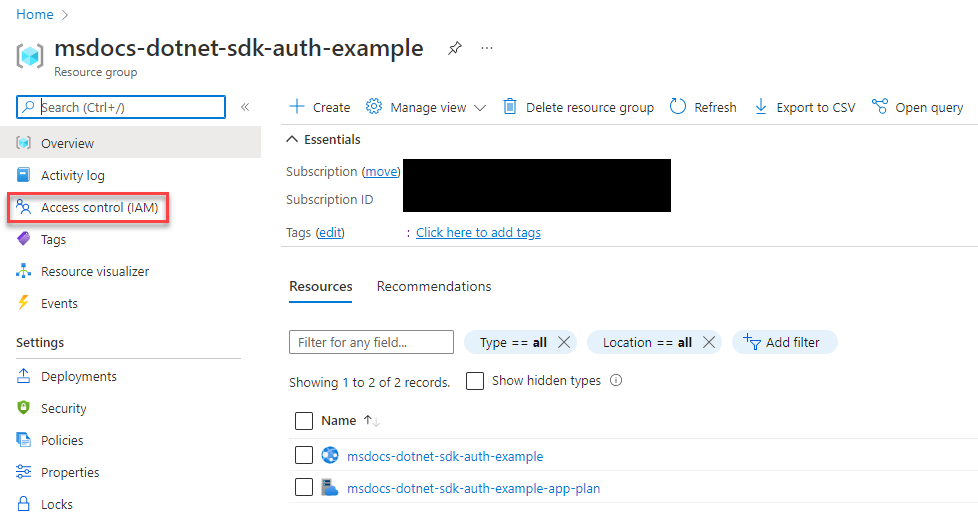 Home
msdocs-dotnet-sdk-auth-example
Resource group
Search (Ctrl+/)
Create Manage view Delete resource group Refresh Export to CSV Open query
Overview
Activity log
Access control (IAM)
Tags
Resource visualizer
Events
Settings
Deployments
Security
Policies
Properties
Locks
Essentials
Subscription (move)
Subscription ID
Tags (edit) : Click here to add tags
Resources Recommendations
Filter for any field... Type == all Location == all Add filter
Showing 1 to 2 of 2 records. Show hidden types
Name
msdocs-dotnet-sdk-auth-example
msdocs-dotnet-sdk-auth-example-app-plan